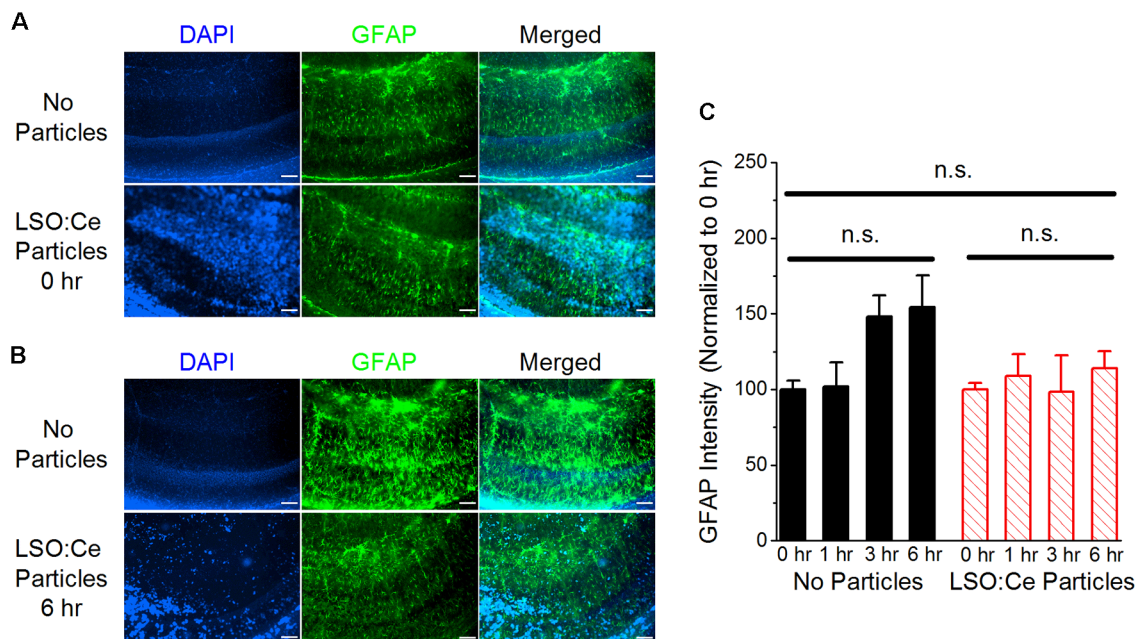 A
DAPI GFAP Merged
No
Particles
LSO:Ce
Particles
0 hr
B
DAPI GFAP Merged
No
Particles
LSO:Ce
Particles
6 hr
C
GFAP Intensity (Normalized to 0 hr)
250
200
150
100
50
0
n.s.
n.s. n.s.
0 hr 1 hr 3 hr 6 hr 0 hr 1 hr 3 hr 6 hr
No Particles LSO:Ce Particles